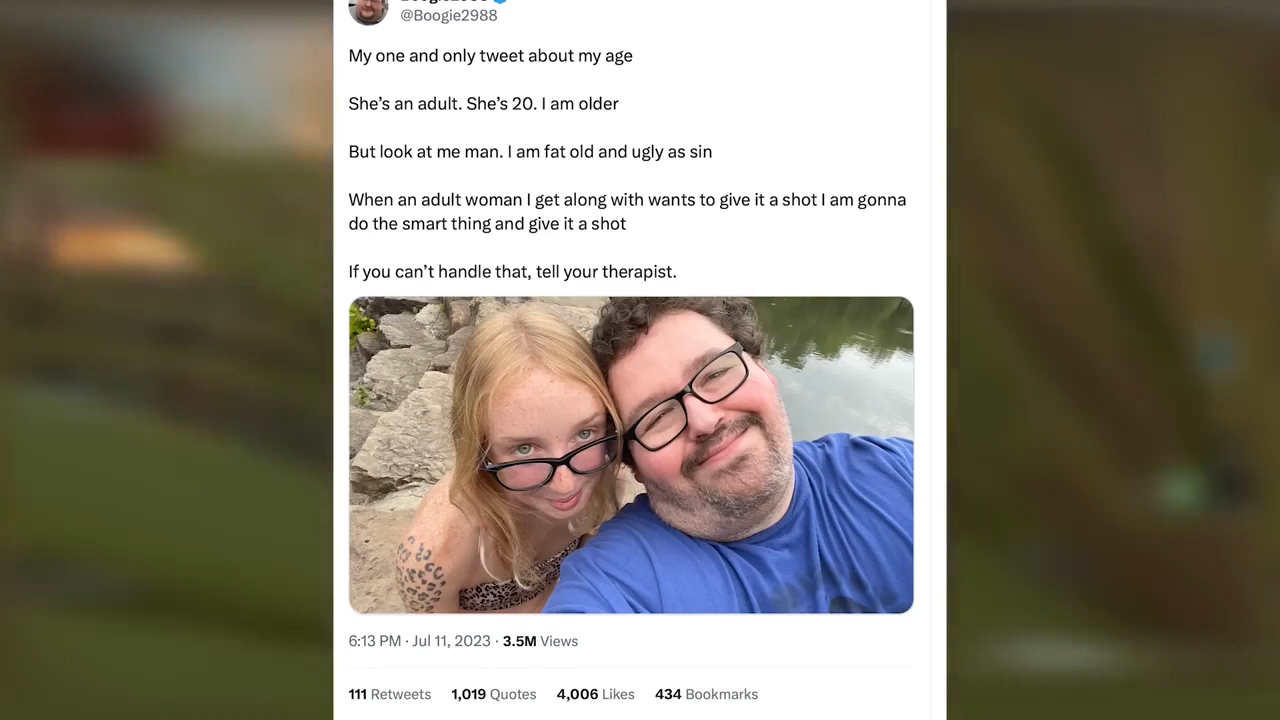 @Boogie2988
My one and only tweet about my age
She's an adult. She's 20. I am older
But look at me man. I am fat old and ugly as sin
When an adult woman I get along with wants to give it a shot I am gonna
do the smart thing and give it a shot
If you can't handle that, tell your therapist.
6:13 PM · Jul 11, 2023 · 3.5M Views
111 Retweets 1,019 Quotes 4,006 Likes 434 Bookmarks